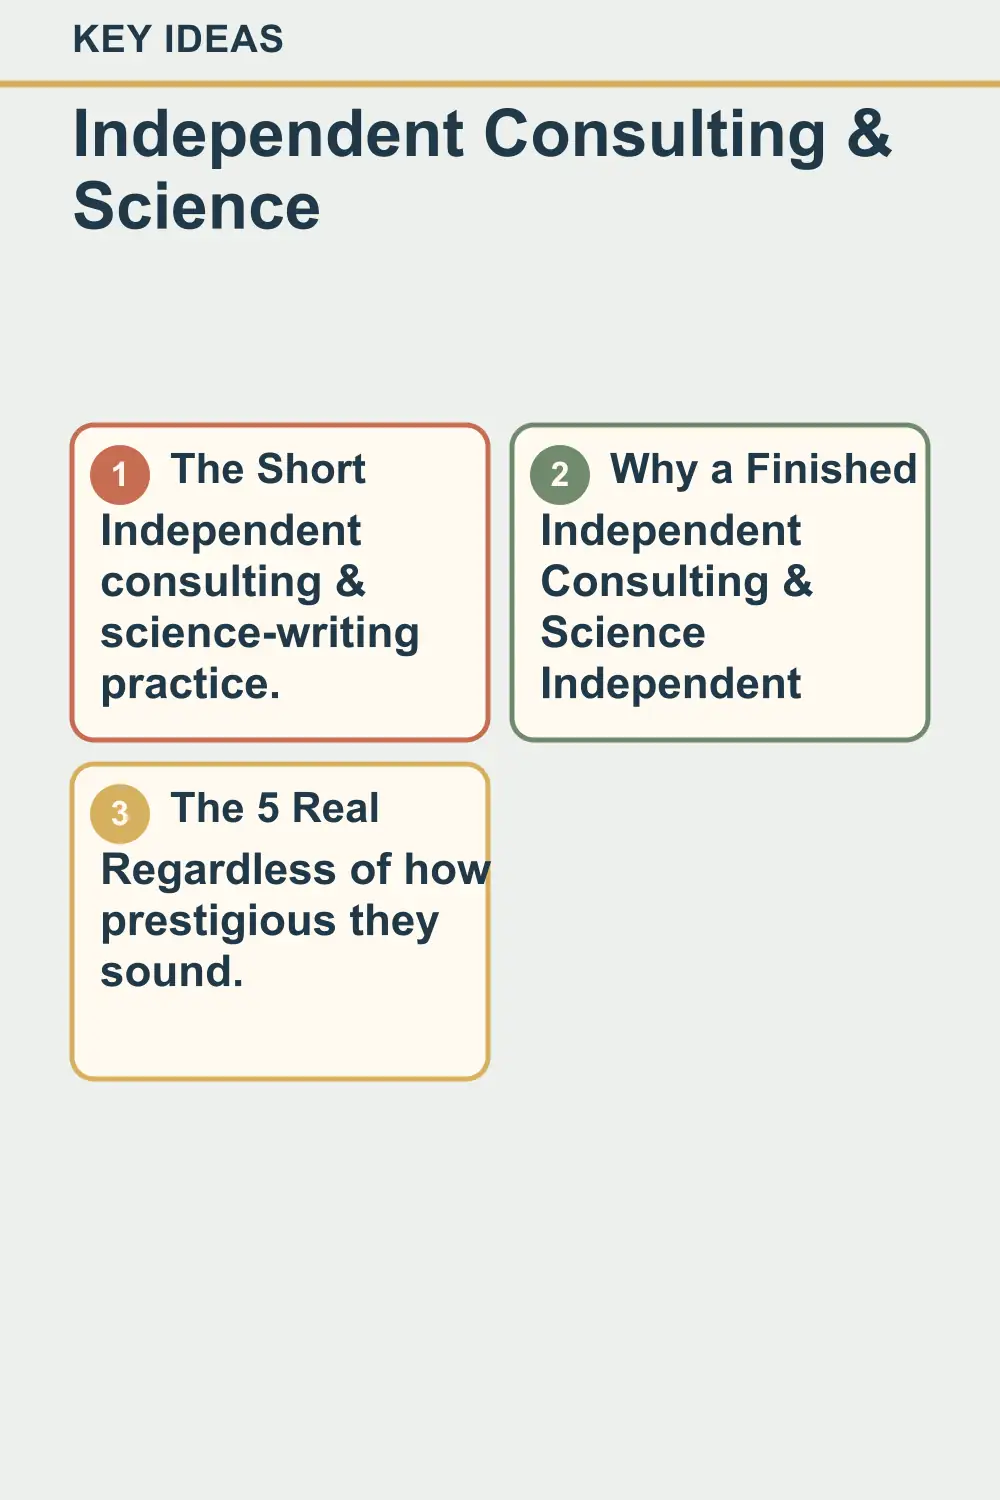 KEY IDEAS
Independent Consulting &
Science
1 The Short
Independent
consulting &
science-writing
practice.
2 Why a Finished
Independent
Consulting &
Science
Independent
3 The 5 Real
Regardless of how
prestigious they
sound.